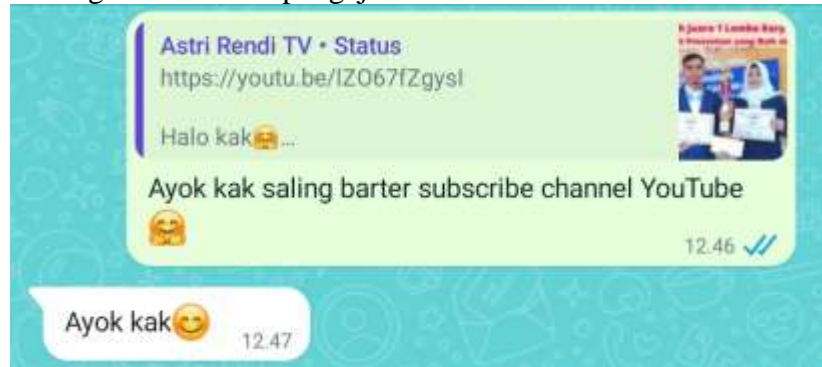 Astri Rendi TV • Status
https://youtu.be/IZO67fZgysI
Halo kak🤗...
Ayok kak saling barter subscribe channel YouTube
🤗
12.46
Ayok kak😊
12.47